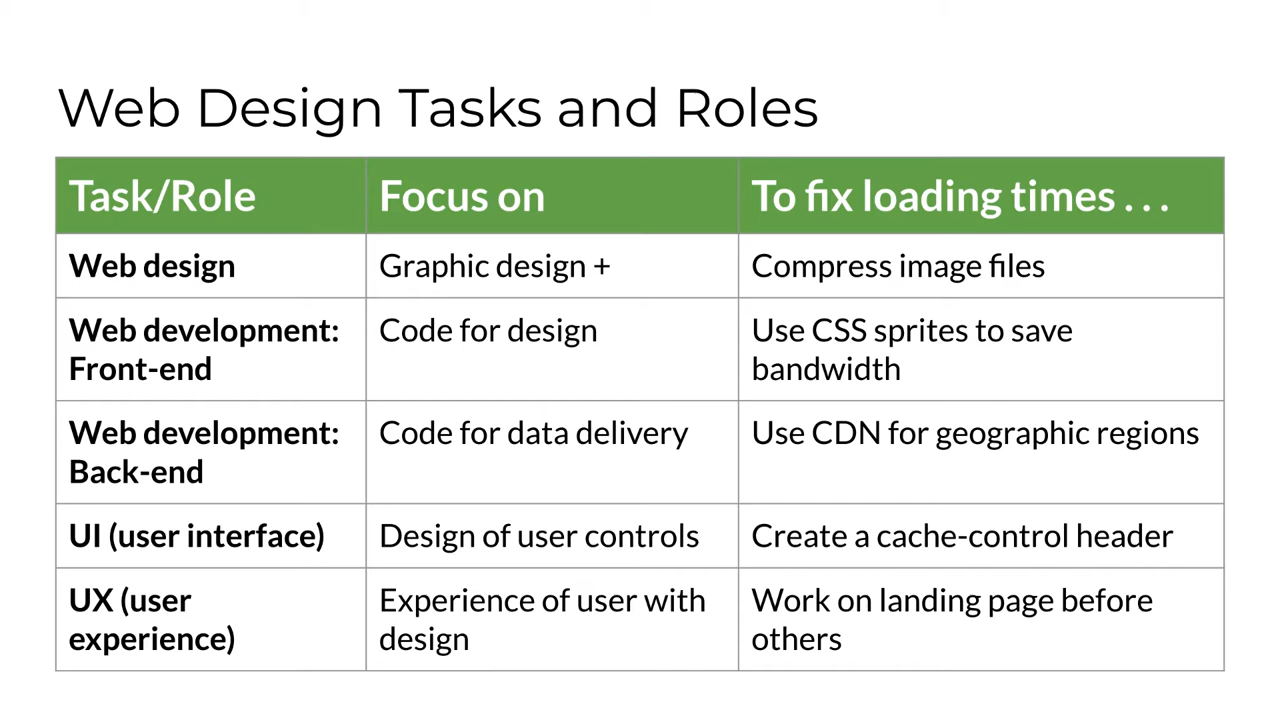 Web Design Tasks and Roles
Task/Role
Focus on
To fix loading times . . .
Web design
Graphic design +
Compress image files
Web development:
Front-end
Code for design
Use CSS sprites to save
bandwidth
Web development:
Back-end
Code for data delivery
Use CDN for geographic regions
UI (user interface)
Design of user controls
Create a cache-control header
UX (user
experience)
Experience of user with
design
Work on landing page before
others